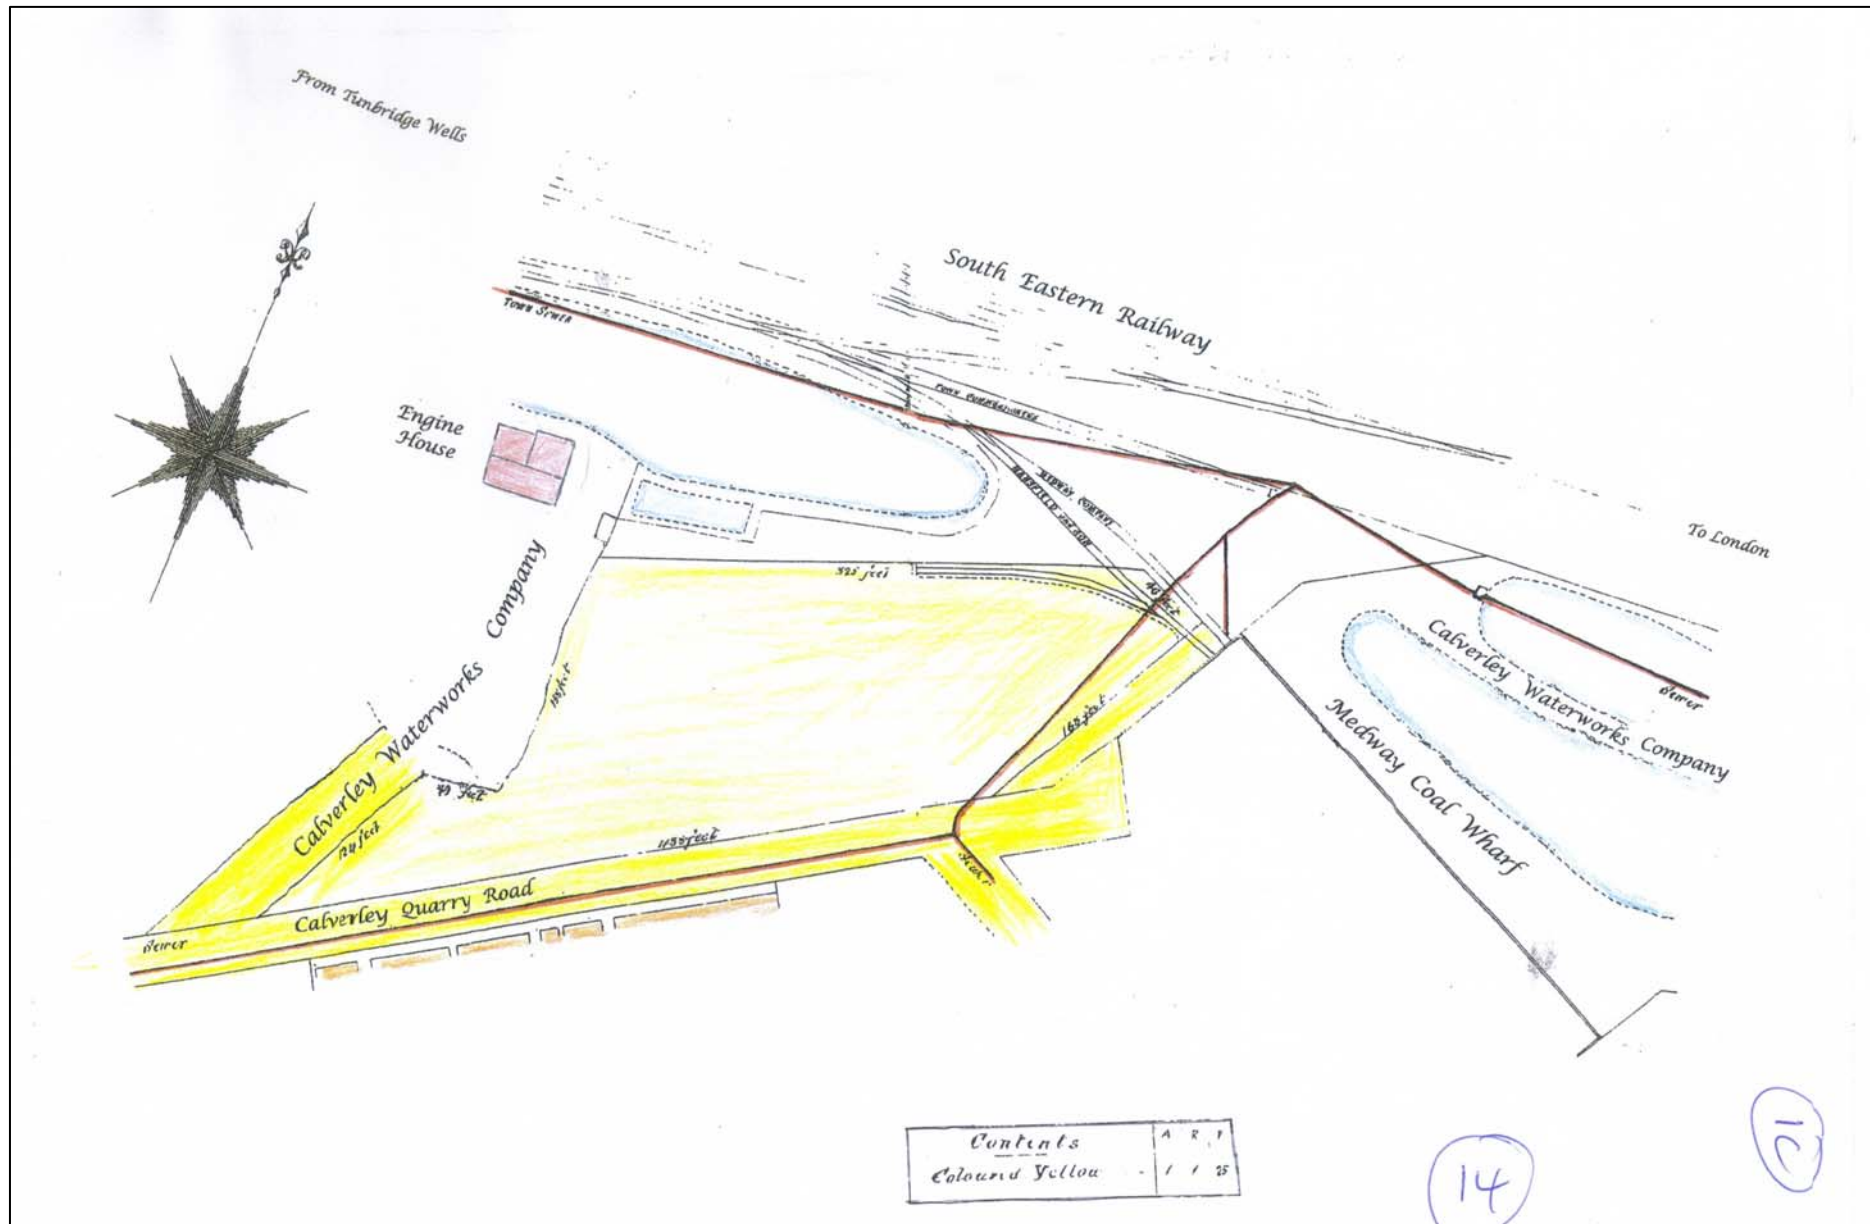 From Tunbridge Wells
South Eastern Railway
TOWN SEWER
Engine
House
To London
325 feet
40 feet
Calverley Waterworks Company
Sewer
165 feet
Medway Coal Wharf
Calverley Waterworks Company
124 feet
Calverley Quarry Road
Sewer
Sewer
Contents A R P
Coloured Yellow - 1 1 25
14